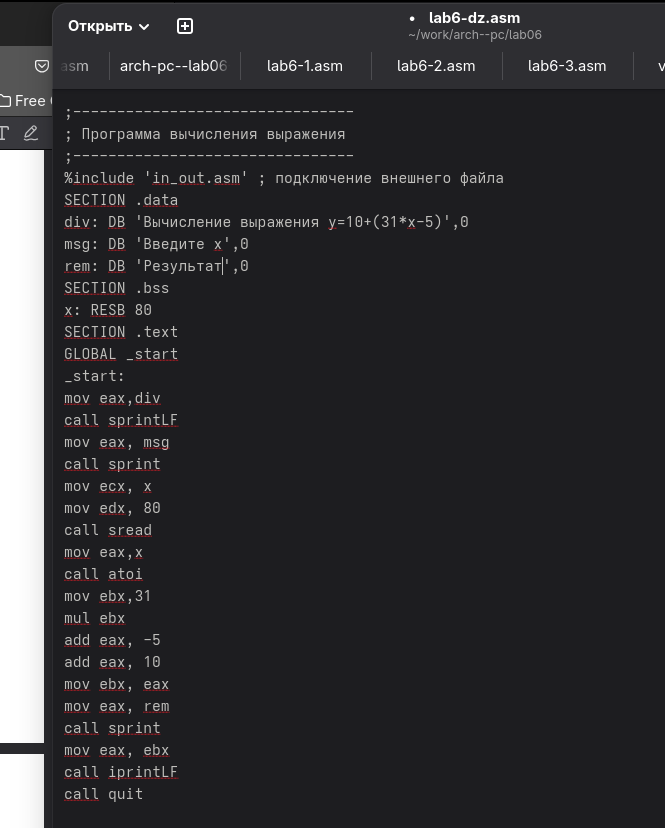 Открыть
• lab6-dz.asm
~/work/arch--pc/lab06
asm arch-pc--lab06 lab6-1.asm lab6-2.asm lab6-3.asm v
Free
;--------------------------------
; Программа вычисления выражения
;--------------------------------
%include 'in_out.asm' ; подключение внешнего файла
SECTION .data
div: DB 'Вычисление выражения y=10+(31*x-5)',0
msg: DB 'Введите x',0
rem: DB 'Результат',0
SECTION .bss
x: RESB 80
SECTION .text
GLOBAL _start
_start:
mov eax,div
call sprintLF
mov eax, msg
call sprint
mov ecx, x
mov edx, 80
call sread
mov eax,x
call atoi
mov ebx,31
mul ebx
add eax, -5
add eax, 10
mov ebx, eax
mov eax, rem
call sprint
mov eax, ebx
call iprintLF
call quit